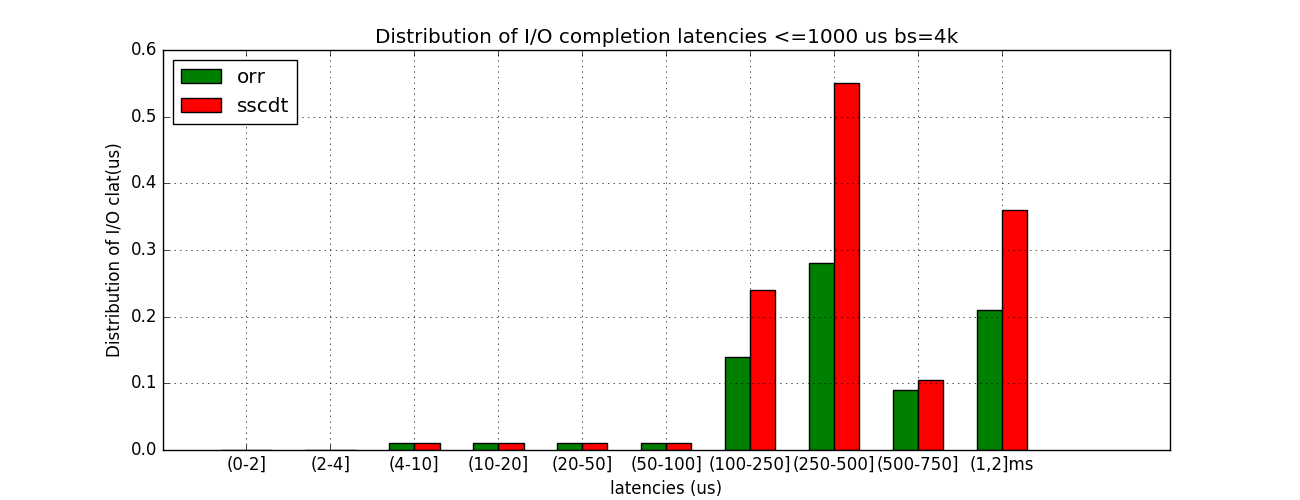 Distribution of I/O completion latencies <=1000 us bs=4k
orr
sscdt
Distribution of I/O clat(us)
0.6
0.5
0.4
0.3
0.2
0.1
0.0
(0-2] (2-4] (4-10] (10-20] (20-50] (50-100] (100-250] (250-500] (500-750] (1,2]ms
latencies (us)